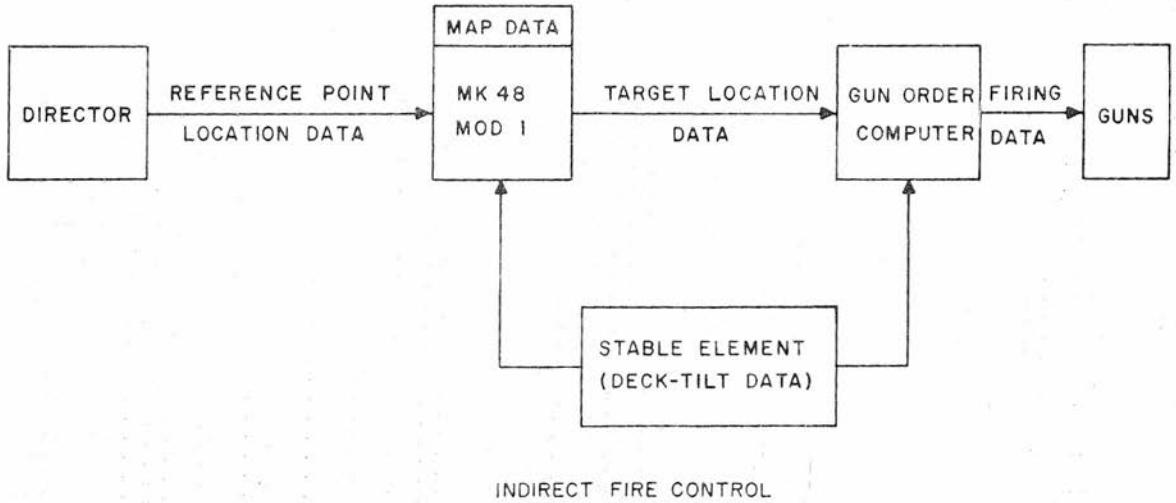 MAP DATA
DIRECTOR
REFERENCE POINT
LOCATION DATA
MK 48
MOD 1
TARGET LOCATION
DATA
GUN ORDER
COMPUTER
FIRING
DATA
GUNS
STABLE ELEMENT
(DECK-TILT DATA)
INDIRECT FIRE CONTROL